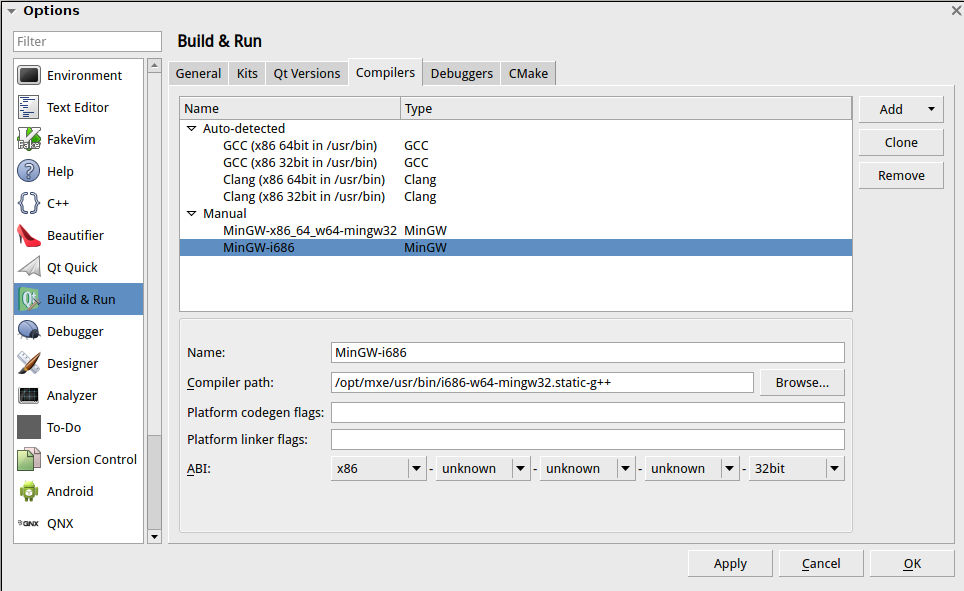 Options
Filter
Build & Run
Environment
Text Editor
FakeVim
Help
C++
Beautifier
Qt Quick
Build & Run
Debugger
Designer
Analyzer
To-Do
Version Control
Android
QNX
General Kits Qt Versions Compilers Debuggers CMake
Name Type
Auto-detected
GCC (x86 64bit in /usr/bin) GCC
GCC (x86 32bit in /usr/bin) GCC
Clang (x86 64bit in /usr/bin) Clang
Clang (x86 32bit in /usr/bin) Clang
Manual
MinGW-x86_64_w64-mingw32 MinGW
MinGW-i686 MinGW
Add
Clone
Remove
Name: MinGW-i686
Compiler path: /opt/mxe/usr/bin/i686-w64-mingw32.static-g++ Browse...
Platform codegen flags:
Platform linker flags:
ABI: x86 - unknown - unknown - unknown - 32bit
Apply Cancel OK